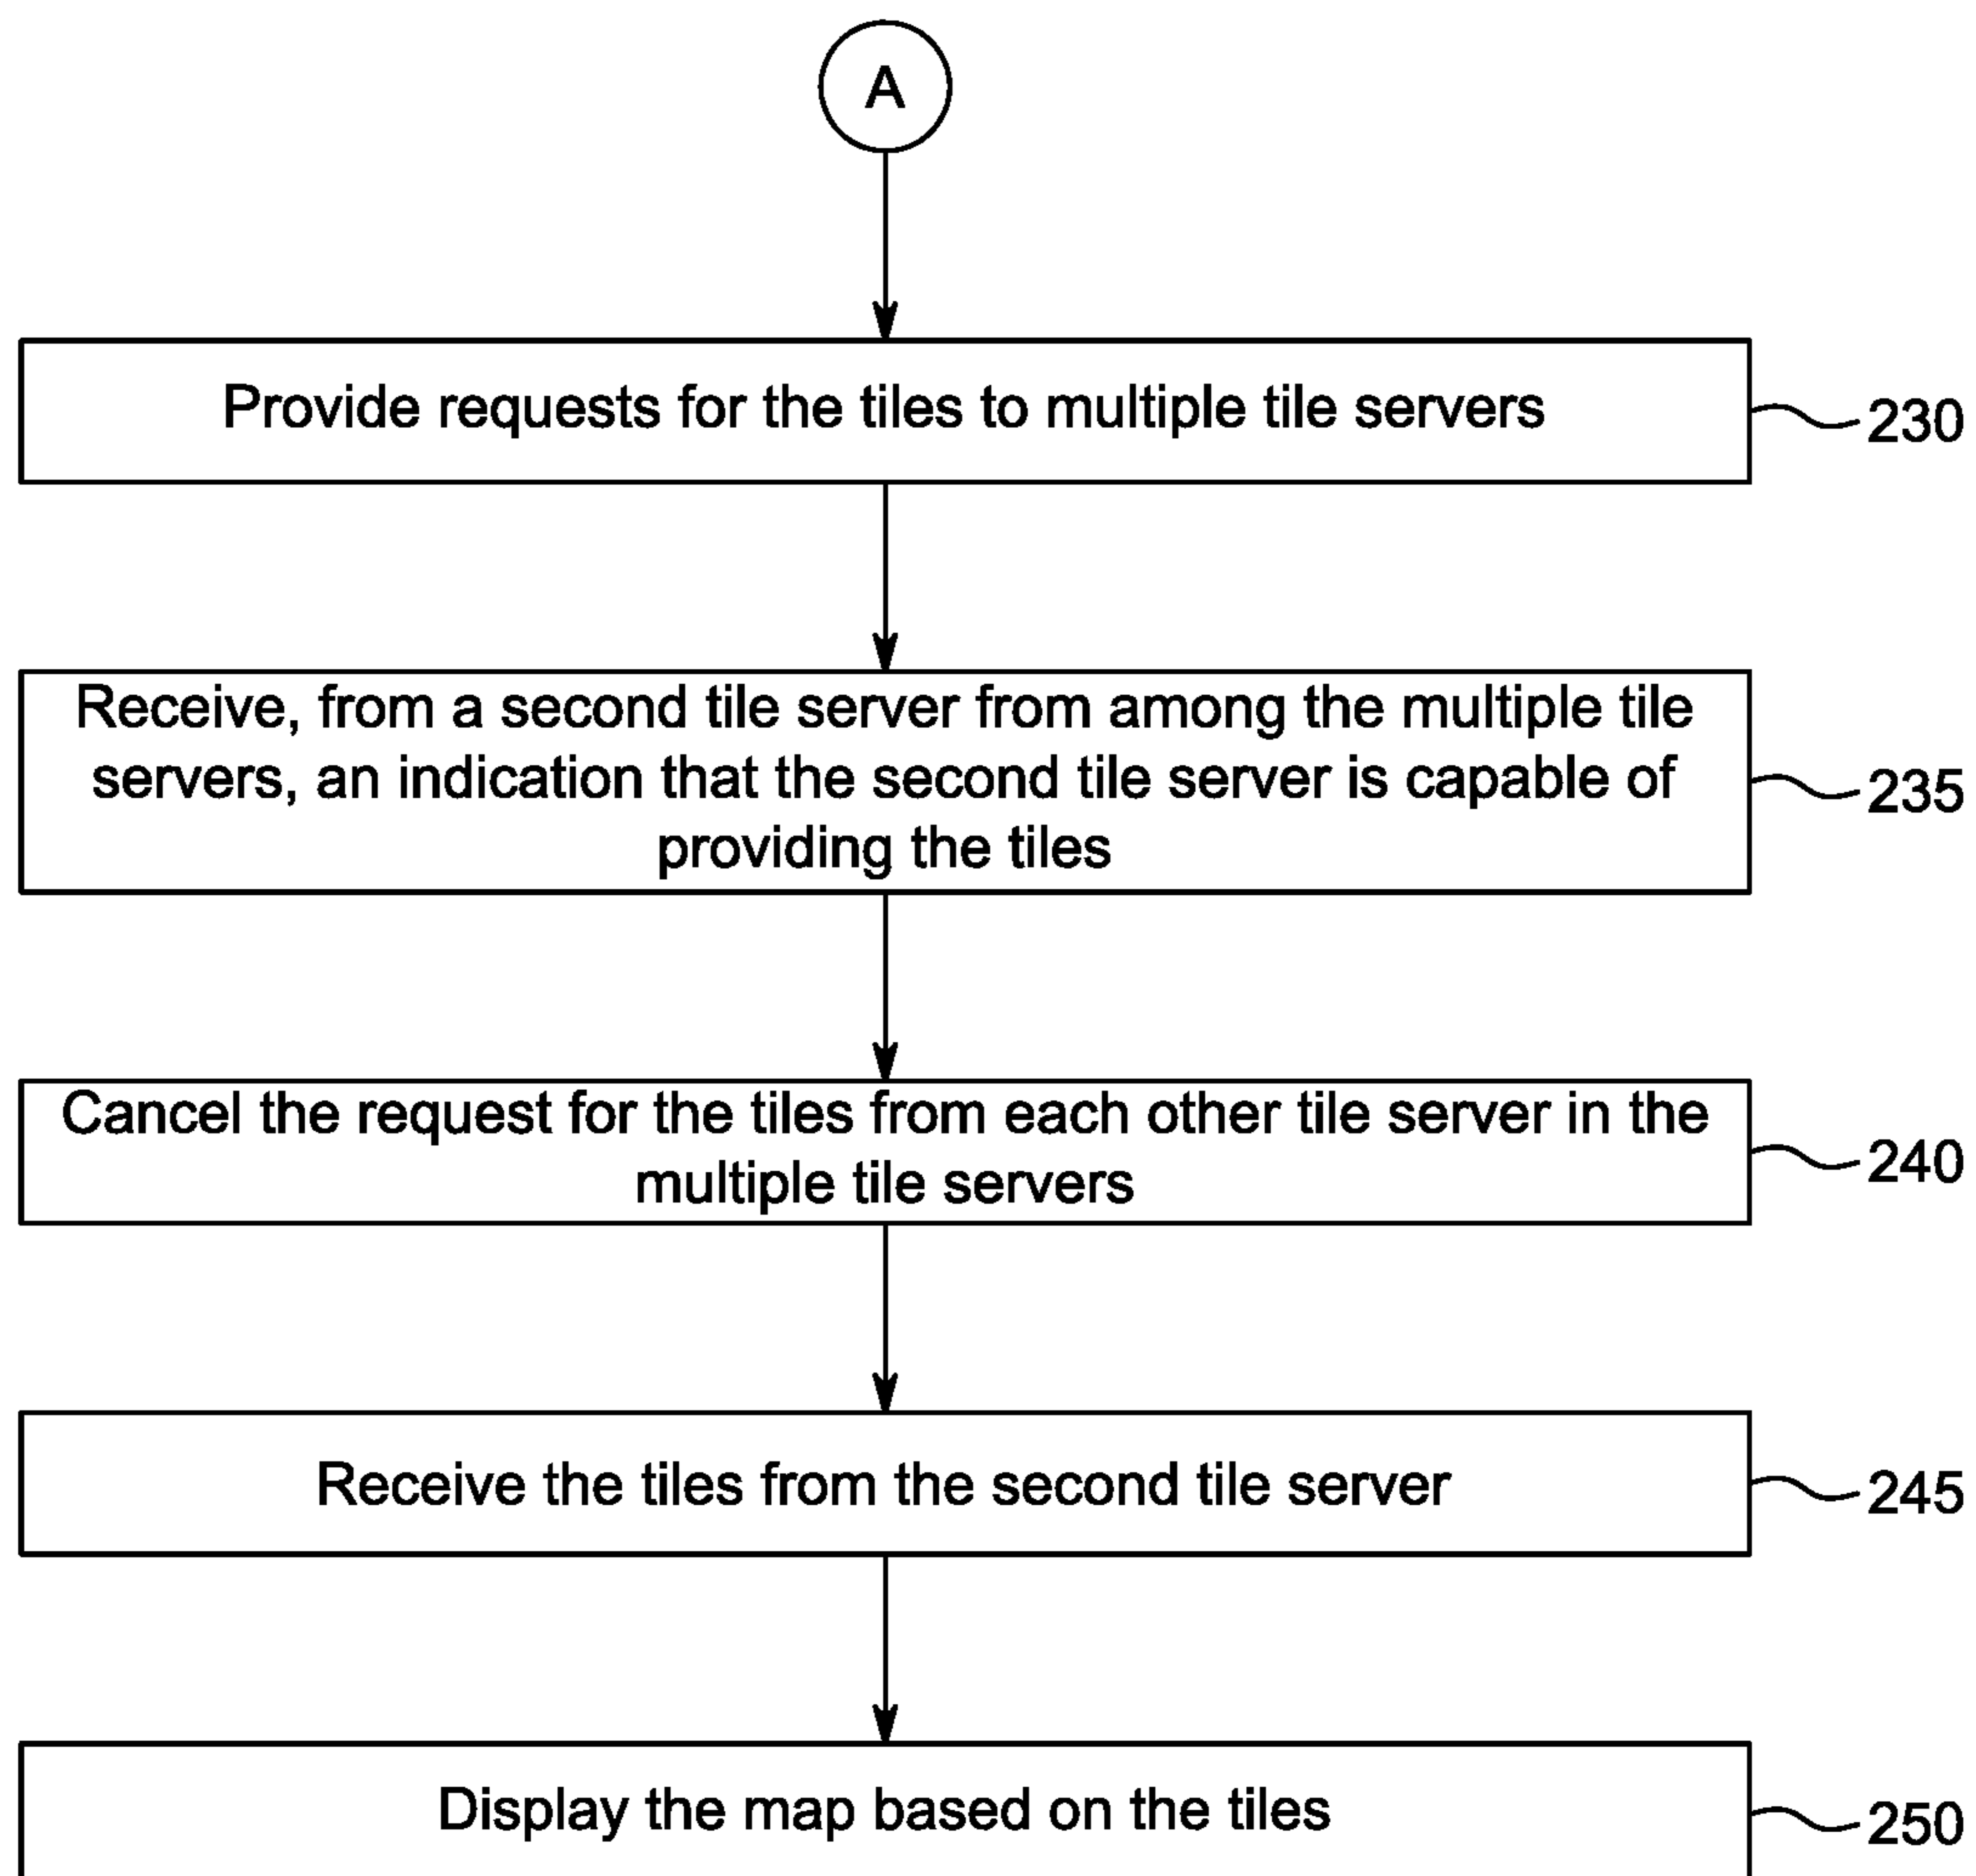 A
Provide requests for the tiles to multiple tile servers
230
Receive, from a second tile server from among the multiple tile
servers, an indication that the second tile server is capable of
providing the tiles
235
Cancel the request for the tiles from each other tile server in the
multiple tile servers
240
Receive the tiles from the second tile server
245
Display the map based on the tiles
250